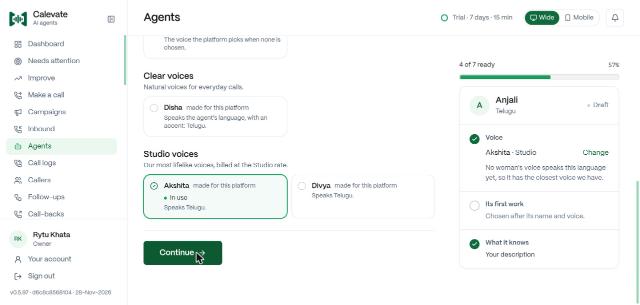 Calevate
AI agents
Dashboard
Needs attention
Improve
Make a call
Campaigns
Inbound
Agents
Call logs
Callers
Follow-ups
Call-backs
RK
Rytu Khata
Owner
Your account
Sign out
Agents
Trial · 7 days · 15 min
Wide
Mobile
The voice the platform picks when none is
chosen.
Clear voices
Natural voices for everyday calls.
Disha made for this platform
Speaks the agent's language, with an
accent: Telugu.
Studio voices
Our most lifelike voices, billed at the Studio rate.
Akshita made for this platform
In use
Speaks Telugu.
Divya made for this platform
Speaks Telugu.
Continue →
4 of 7 ready
57%
A
Anjali
Telugu
Draft
Voice
Akshita · Studio
Change
No woman's voice speaks this language
yet, so it has the closest voice we have.
Its first work
Chosen after its name and voice.
What it knows
Your description